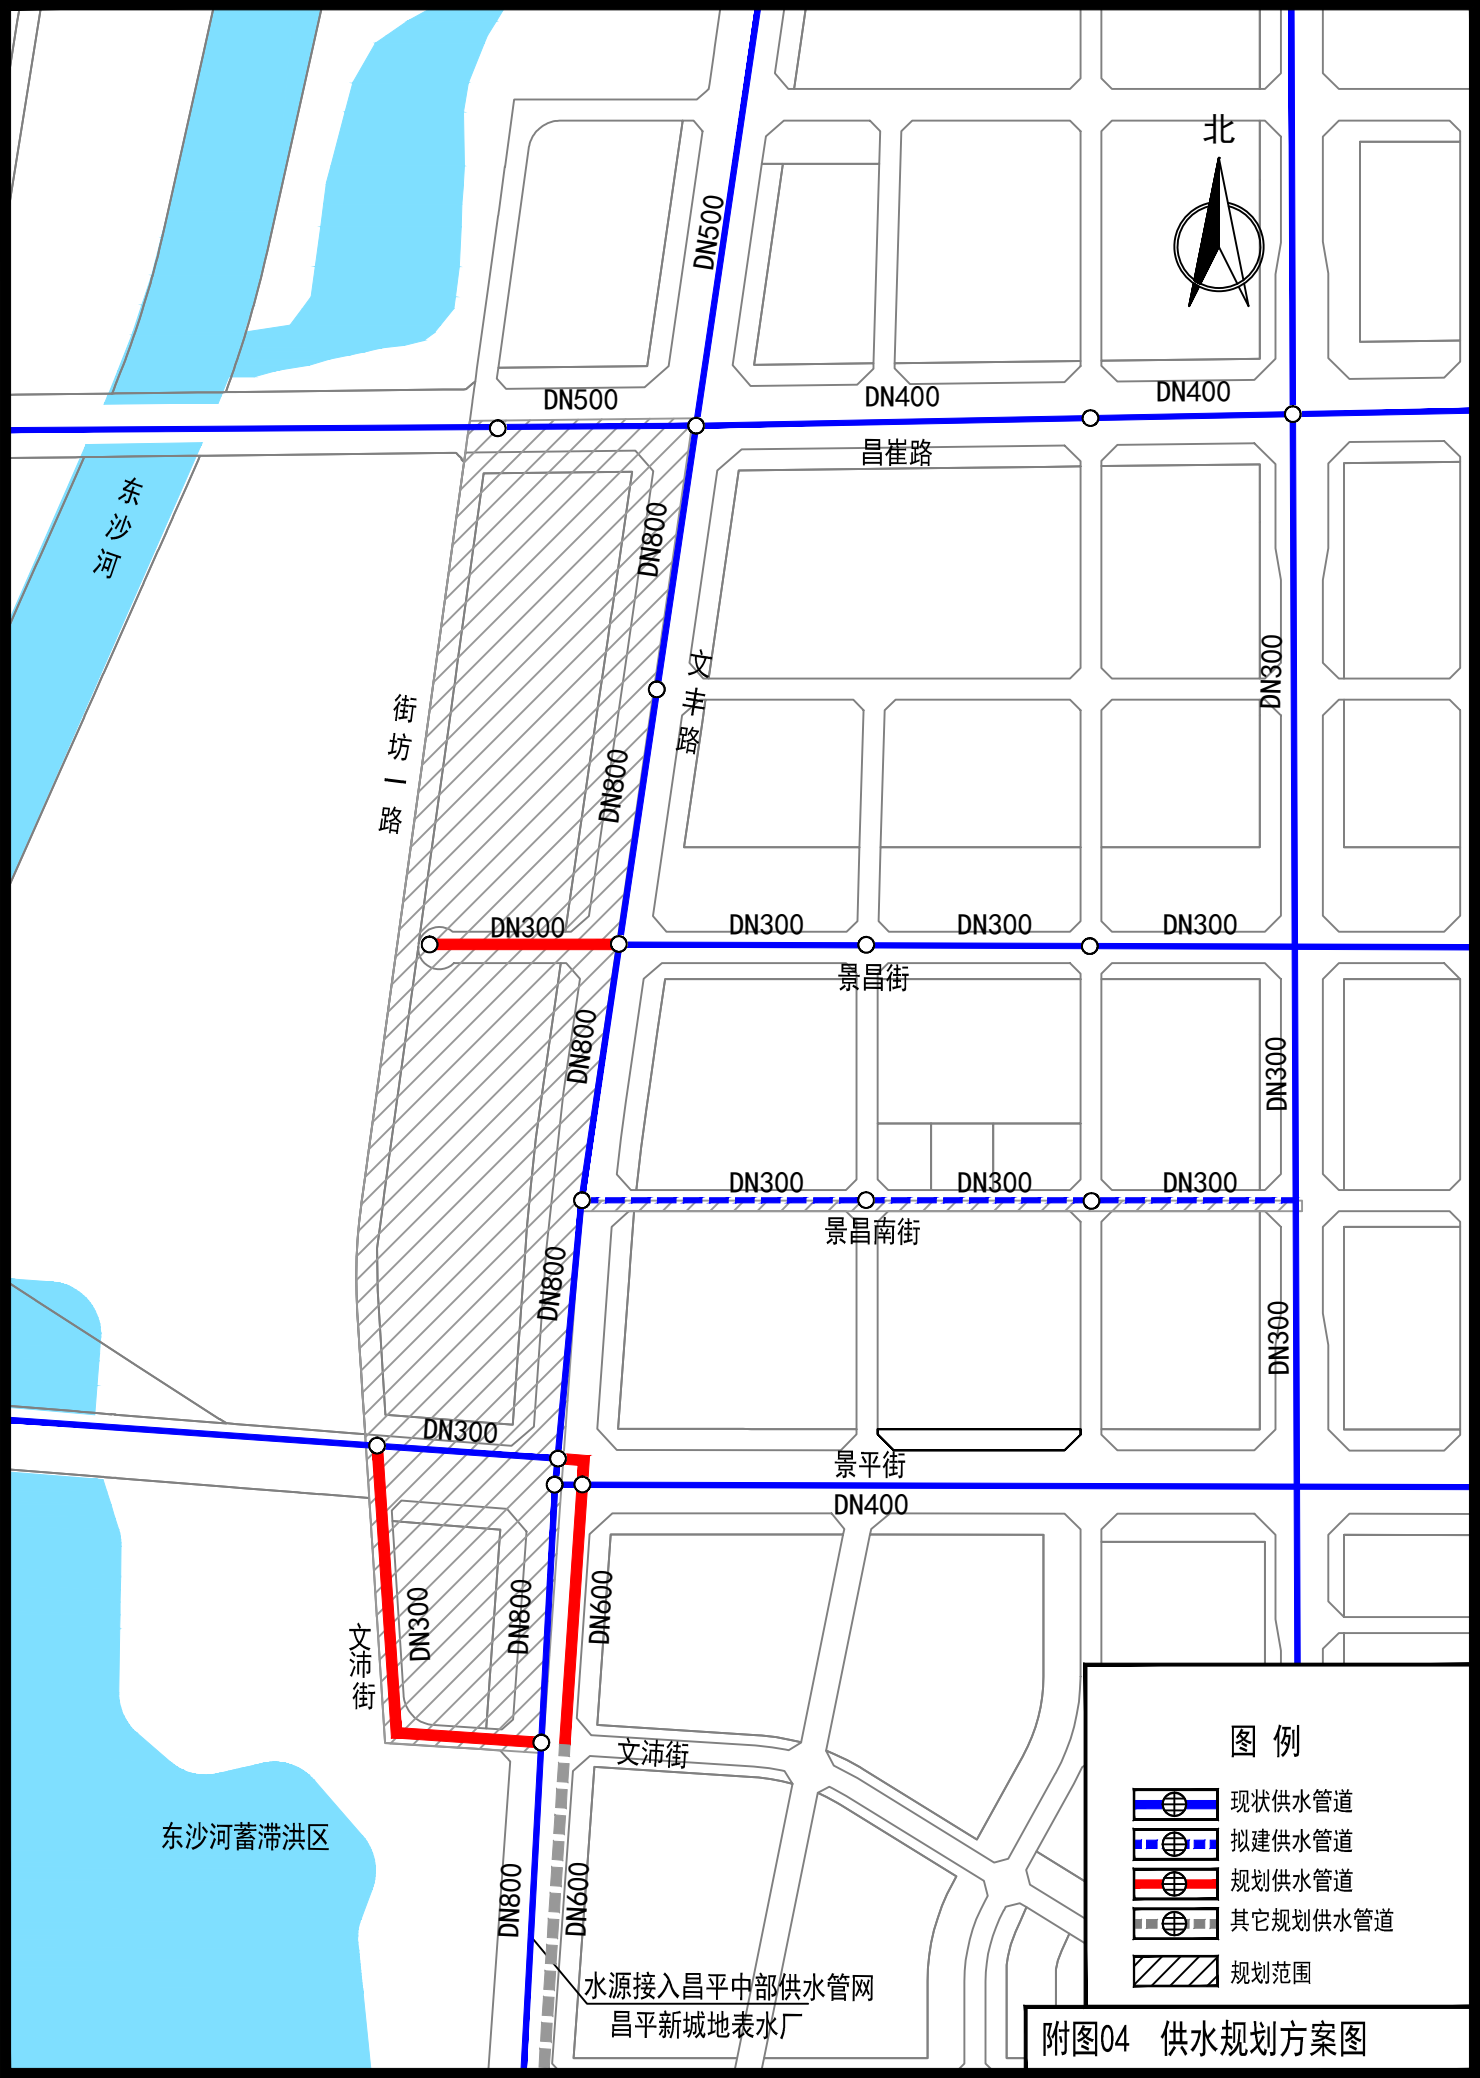 北
DN500
DN500
DN400
DN400
昌崔路
东沙河
DN800
DN300
文丰路
街坊一路
DN800
DN300
DN300
DN300
DN300
景昌街
DN800
DN300
DN300
DN300
DN300
景昌南街
DN800
DN300
DN300
景平街
DN400
DN300
DN800
DN600
文沛街
文沛街
东沙河蓄滞洪区
DN800
DN600
水源接入昌平中部供水管网
昌平新城地表水厂
图 例
现状供水管道
拟建供水管道
规划供水管道
其它规划供水管道
规划范围
附图04 供水规划方案图